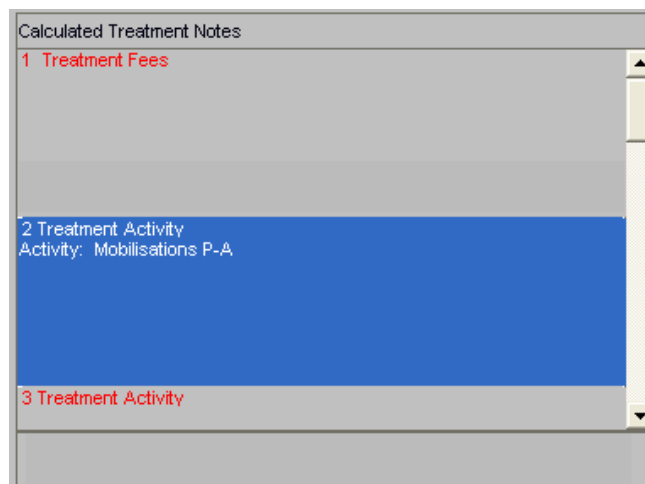 Calculated Treatment Notes
1 Treatment Fees
2 Treatment Activity
Activity: Mobilisations P-A
3 Treatment Activity